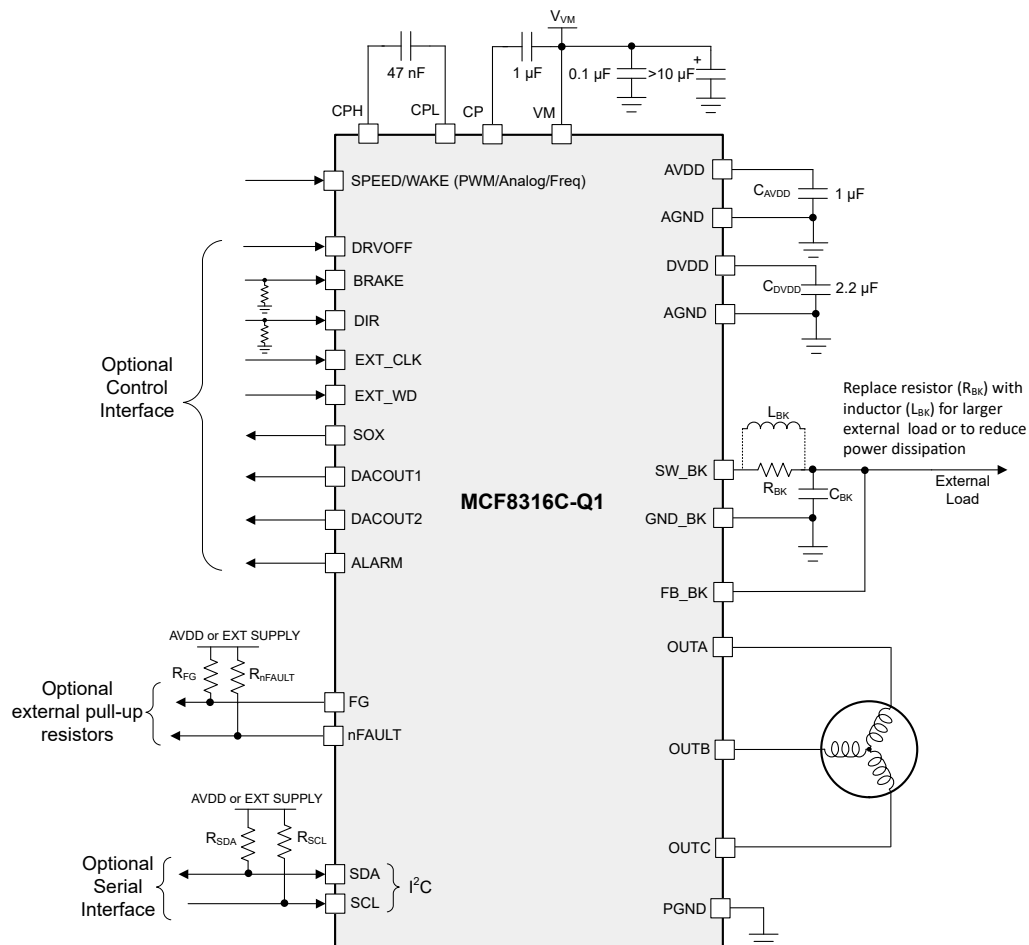 V_VM
47 nF
1 µF
0.1 µF
>10 µF
+
CPH
CPL
CP
VM
SPEED/WAKE (PWM/Analog/Freq)
AVDD
C_AVDD
1 µF
AGND
DRVOFF
DVDD
BRAKE
C_DVDD
2.2 µF
DIR
AGND
Optional
Control
Interface
EXT_CLK
EXT_WD
SOX
DACOUT1
DACOUT2
ALARM
Replace resistor (R_BK) with
inductor (L_BK) for larger
external load or to reduce
power dissipation
L_BK
SW_BK
R_BK
C_BK
External
Load
MCF8316C-Q1
GND_BK
FB_BK
AVDD or EXT SUPPLY
R_FG
R_nFAULT
Optional
external pull-up
resistors
FG
nFAULT
OUTA
OUTB
OUTC
AVDD or EXT SUPPLY
R_SDA
R_SCL
Optional
Serial
Interface
SDA
SCL
I²C
PGND